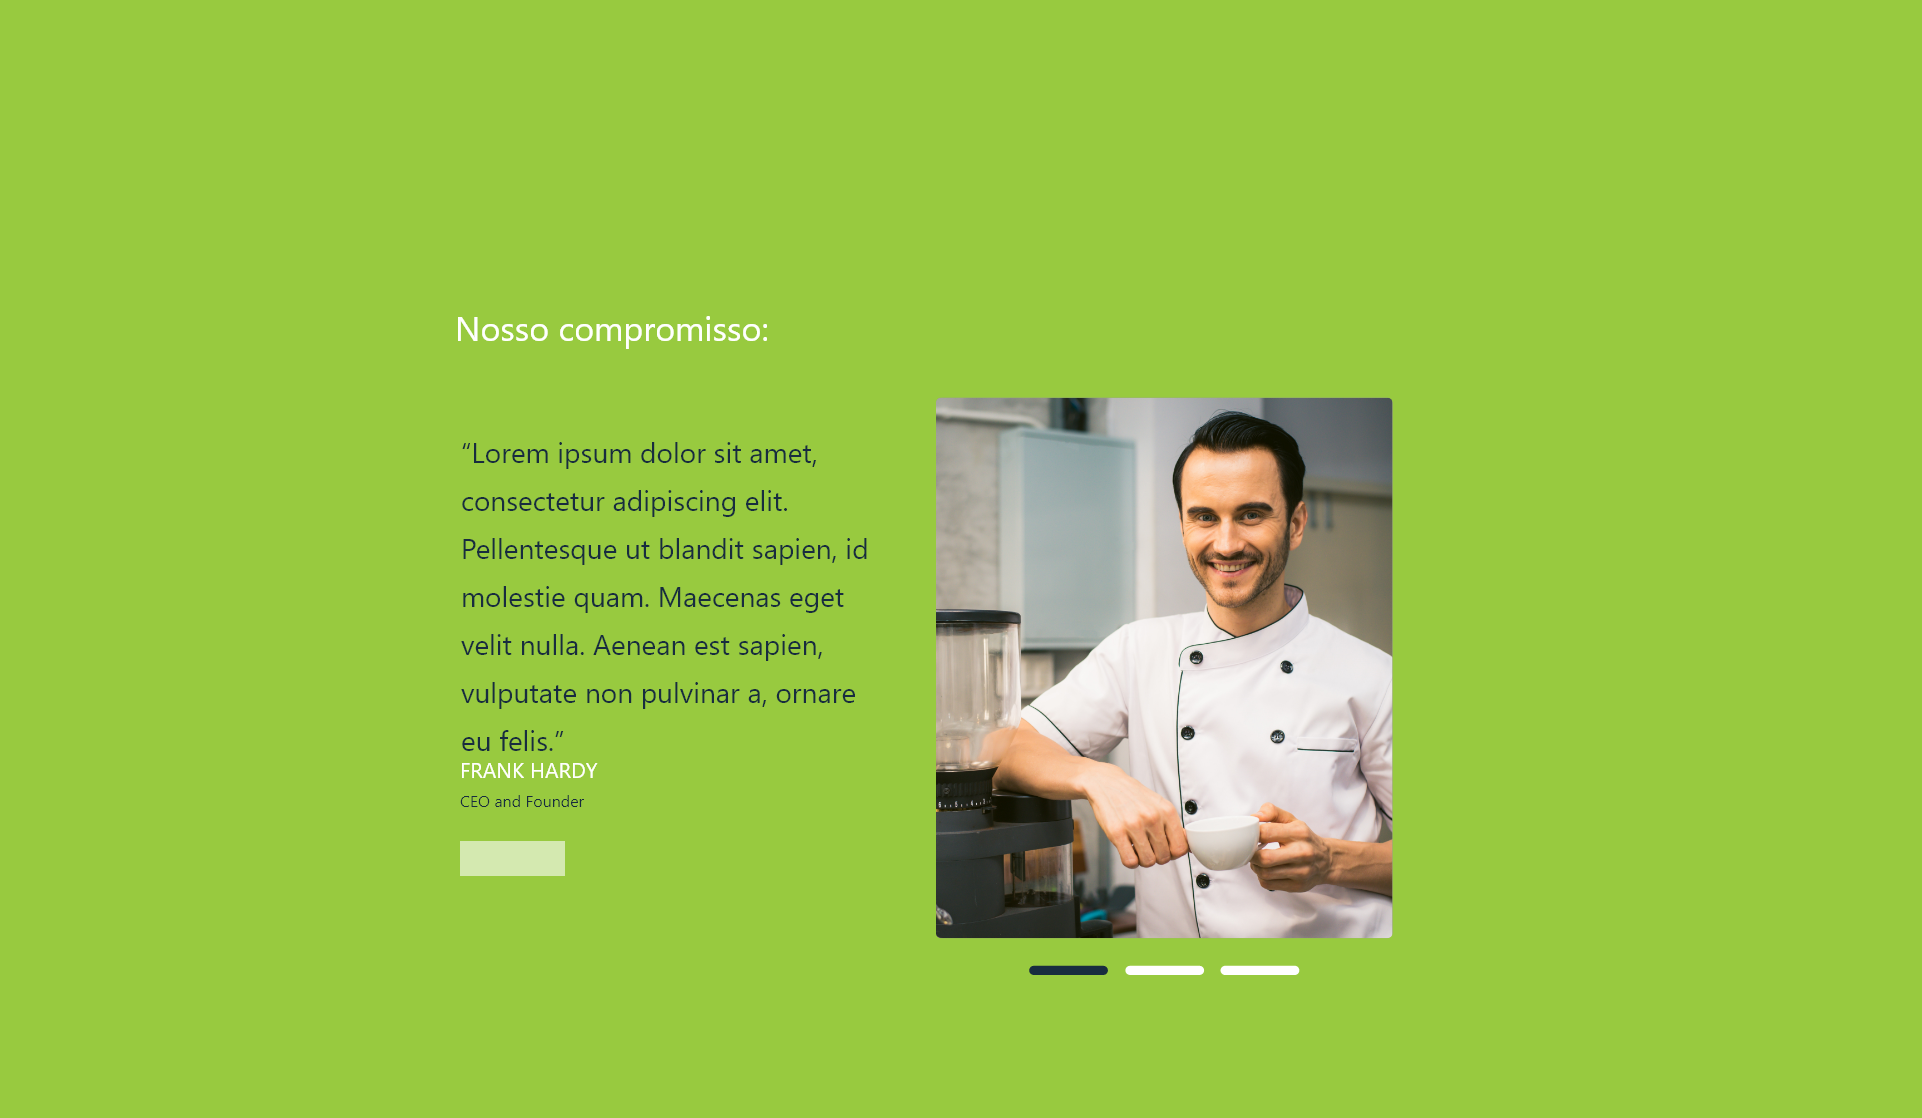 Nosso compromisso:
“Lorem ipsum dolor sit amet,
consectetur adipiscing elit.
Pellentesque ut blandit sapien, id
molestie quam. Maecenas eget
velit nulla. Aenean est sapien,
vulputate non pulvinar a, ornare
eu felis.”
FRANK HARDY
CEO and Founder